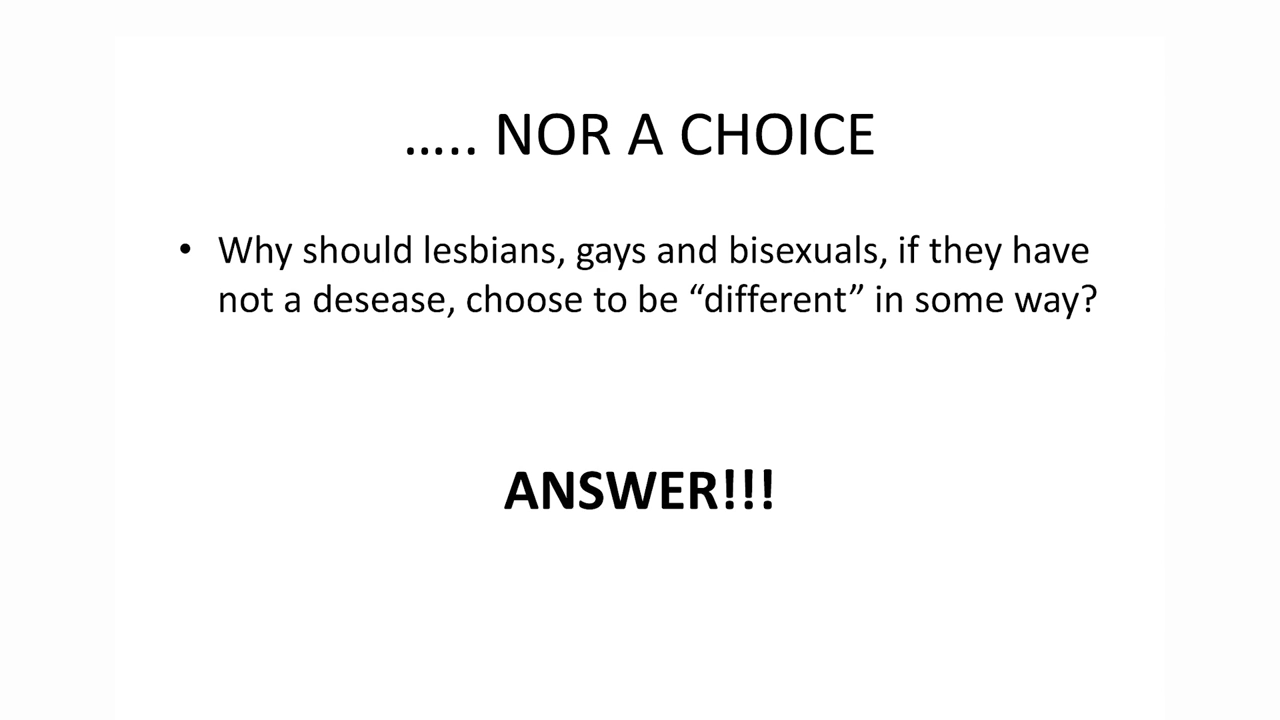 ….. NOR A CHOICE
• Why should lesbians, gays and bisexuals, if they have
not a desease, choose to be “different” in some way?
ANSWER!!!